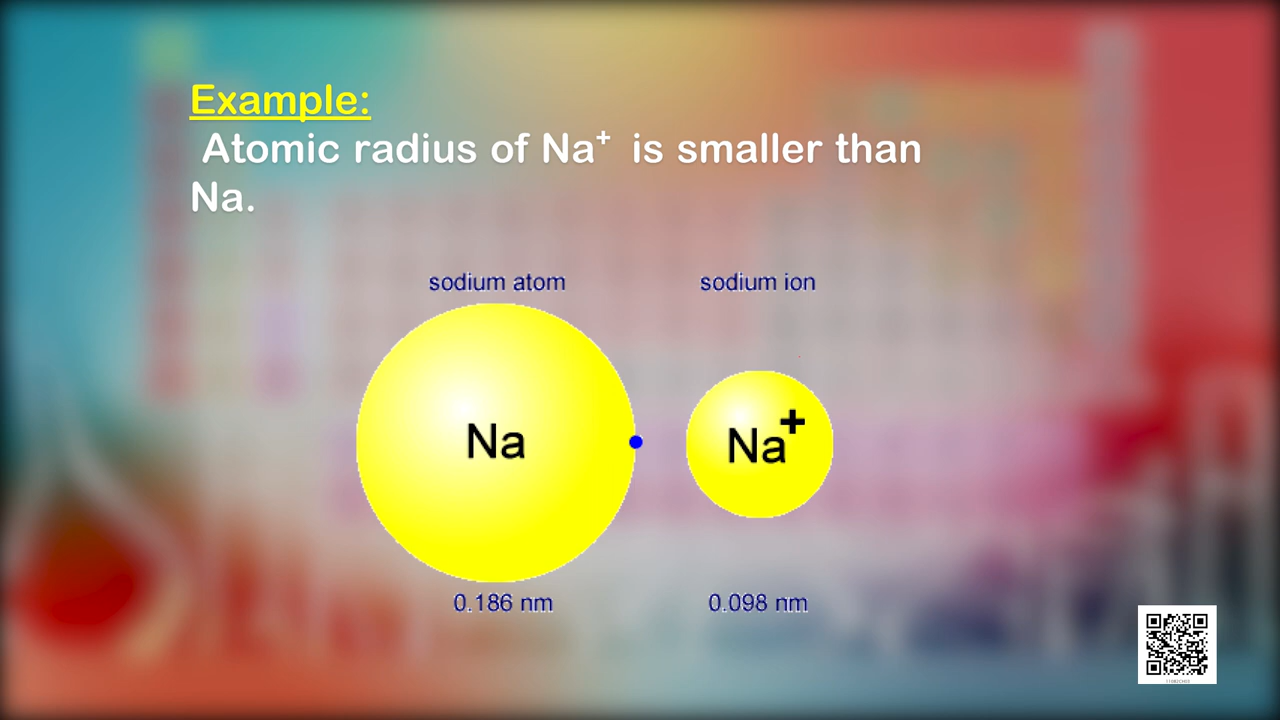 Example:
Atomic radius of Na⁺ is smaller than
Na.
sodium atom
sodium ion
Na
Na+
0.186 nm
0.098 nm